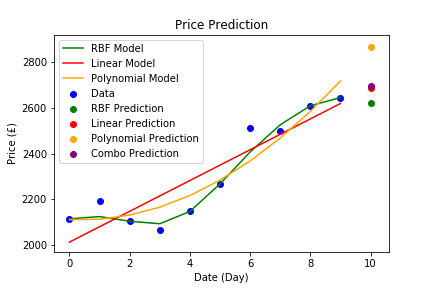 Price Prediction
RBF Model
Linear Model
Polynomial Model
Data
RBF Prediction
Linear Prediction
Polynomial Prediction
Combo Prediction
Price (£)
2800
2600
2400
2200
2000
0 2 4 6 8 10
Date (Day)